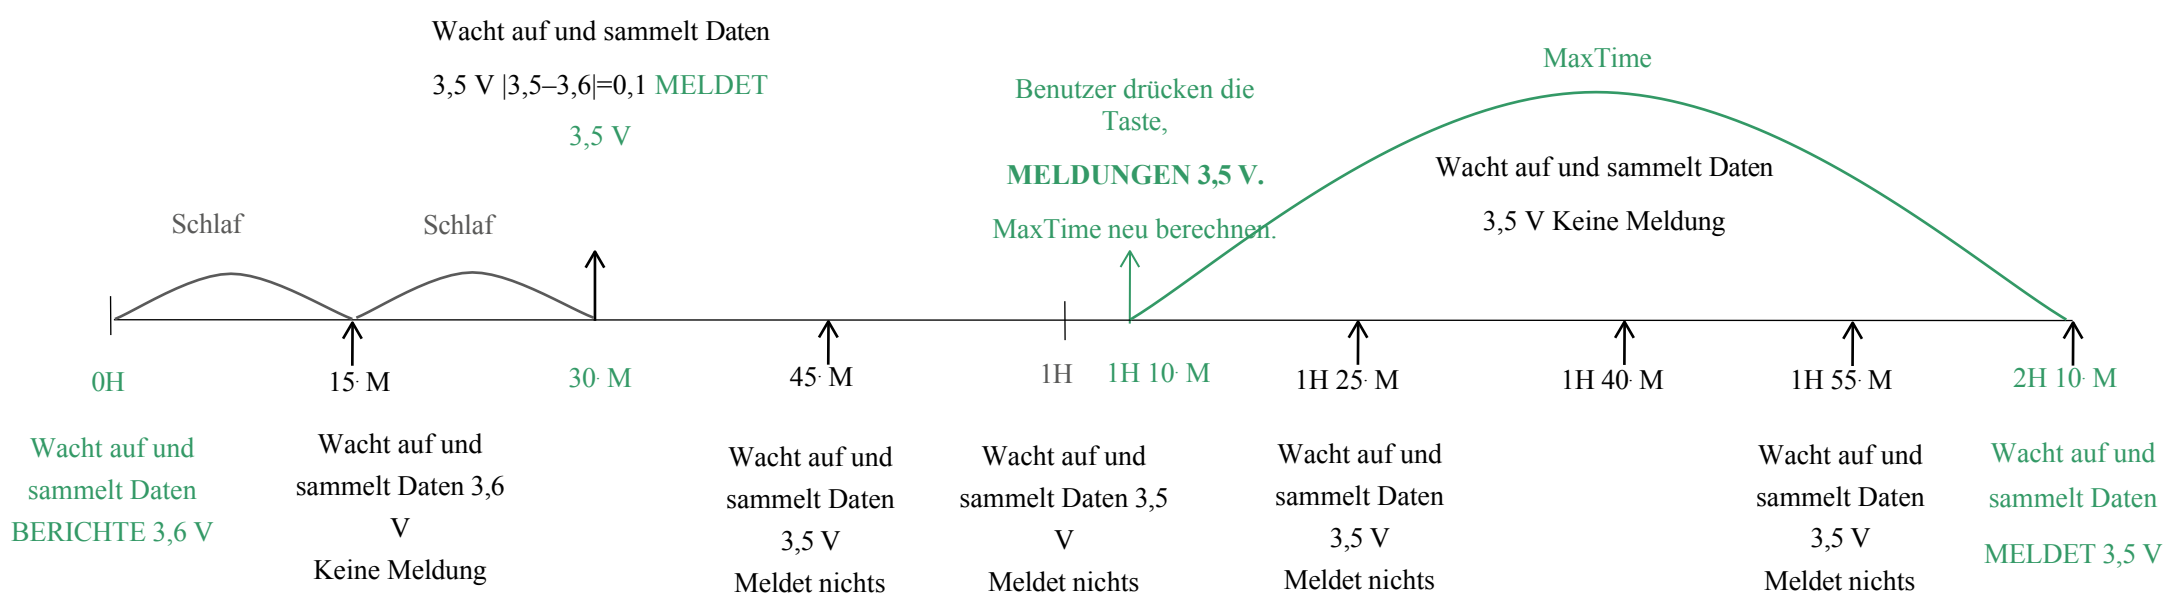 Wacht auf und sammelt Daten
3,5 V |3,5–3,6|=0,1 MELDET
3,5 V
Benutzer drücken die
Taste,
MELDUNGEN 3,5 V.
MaxTime neu berechnen.
MaxTime
Wacht auf und sammelt Daten
3,5 V Keine Meldung
Schlaf
Schlaf
0H
15. M
30. M
45. M
1H
1H 10. M
1H 25. M
1H 40. M
1H 55. M
2H 10. M
Wacht auf und
sammelt Daten
BERICHTE 3,6 V
Wacht auf und
sammelt Daten 3,6
V
Keine Meldung
Wacht auf und
sammelt Daten
3,5 V
Meldet nichts
Wacht auf und
sammelt Daten 3,5
V
Meldet nichts
Wacht auf und
sammelt Daten
3,5 V
Meldet nichts
Wacht auf und
sammelt Daten
3,5 V
Meldet nichts
Wacht auf und
sammelt Daten
MELDET 3,5 V